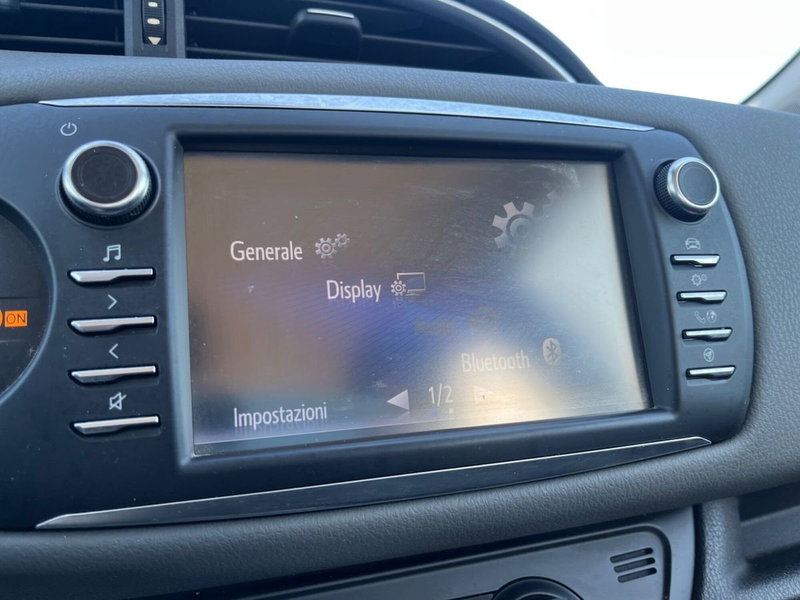 Generale
Display
Bluetooth
Impostazioni
1/2
ON